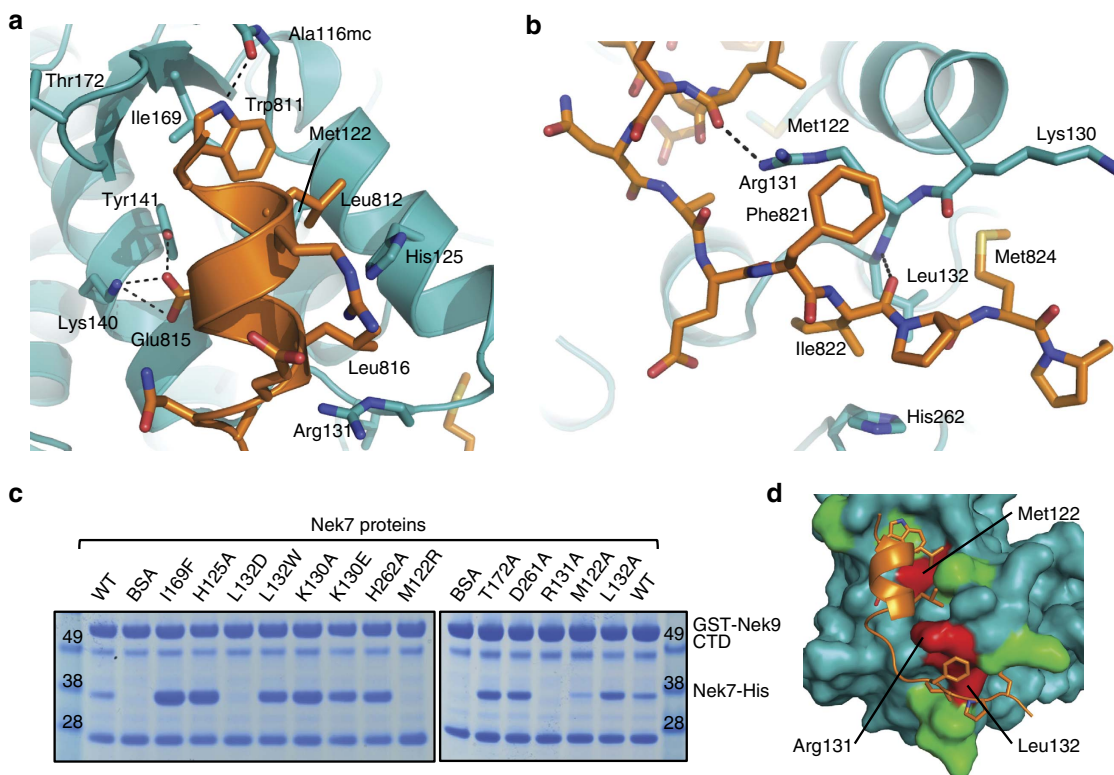 a
Ala116mc
Thr172
Ile169
Trp811
Met122
Tyr141
Leu812
His125
Lys140
Glu815
Leu816
Arg131
b
Met122
Lys130
Arg131
Phe821
Met824
Leu132
Ile822
His262
c
Nek7 proteins
WT BSA I169F H125A L132D L132W K130A K130E H262A M122R BSA T172A D261A R131A M122A L132A WT
49 49 GST-Nek9 CTD
38 38 Nek7-His
28 28
d
Met122
Arg131 Leu132